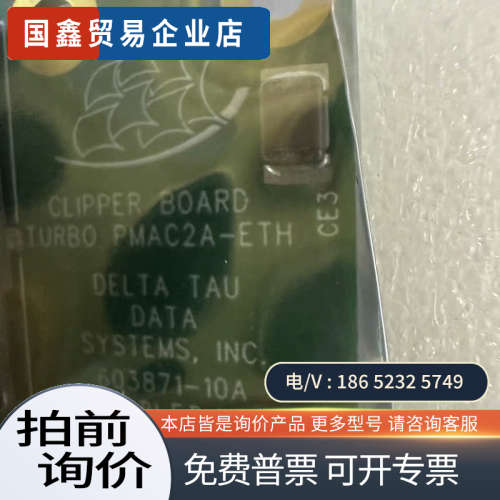 国鑫贸易企业店
CLIPPER BOARD
TURBO PMAC2A-ETH
CE3
DELTA TAU
DATA
SYSTEMS, INC.
603871-10A
电/V : 186 5232 5749
拍前
询价
本店皆是询价产品 更多型号 请咨询客服
免费普票 可开专票